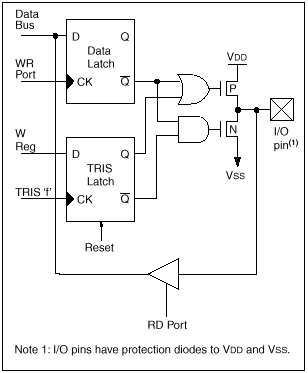 Data
Bus
D
Q
Data
Latch
WR
Port
CK
Q̅
VDD
P
N
I/O
pin(1)
VSS
W
Reg
D
Q
TRIS
Latch
TRIS 'f'
CK
Q̅
Reset
RD Port
Note 1: I/O pins have protection diodes to VDD and VSS.